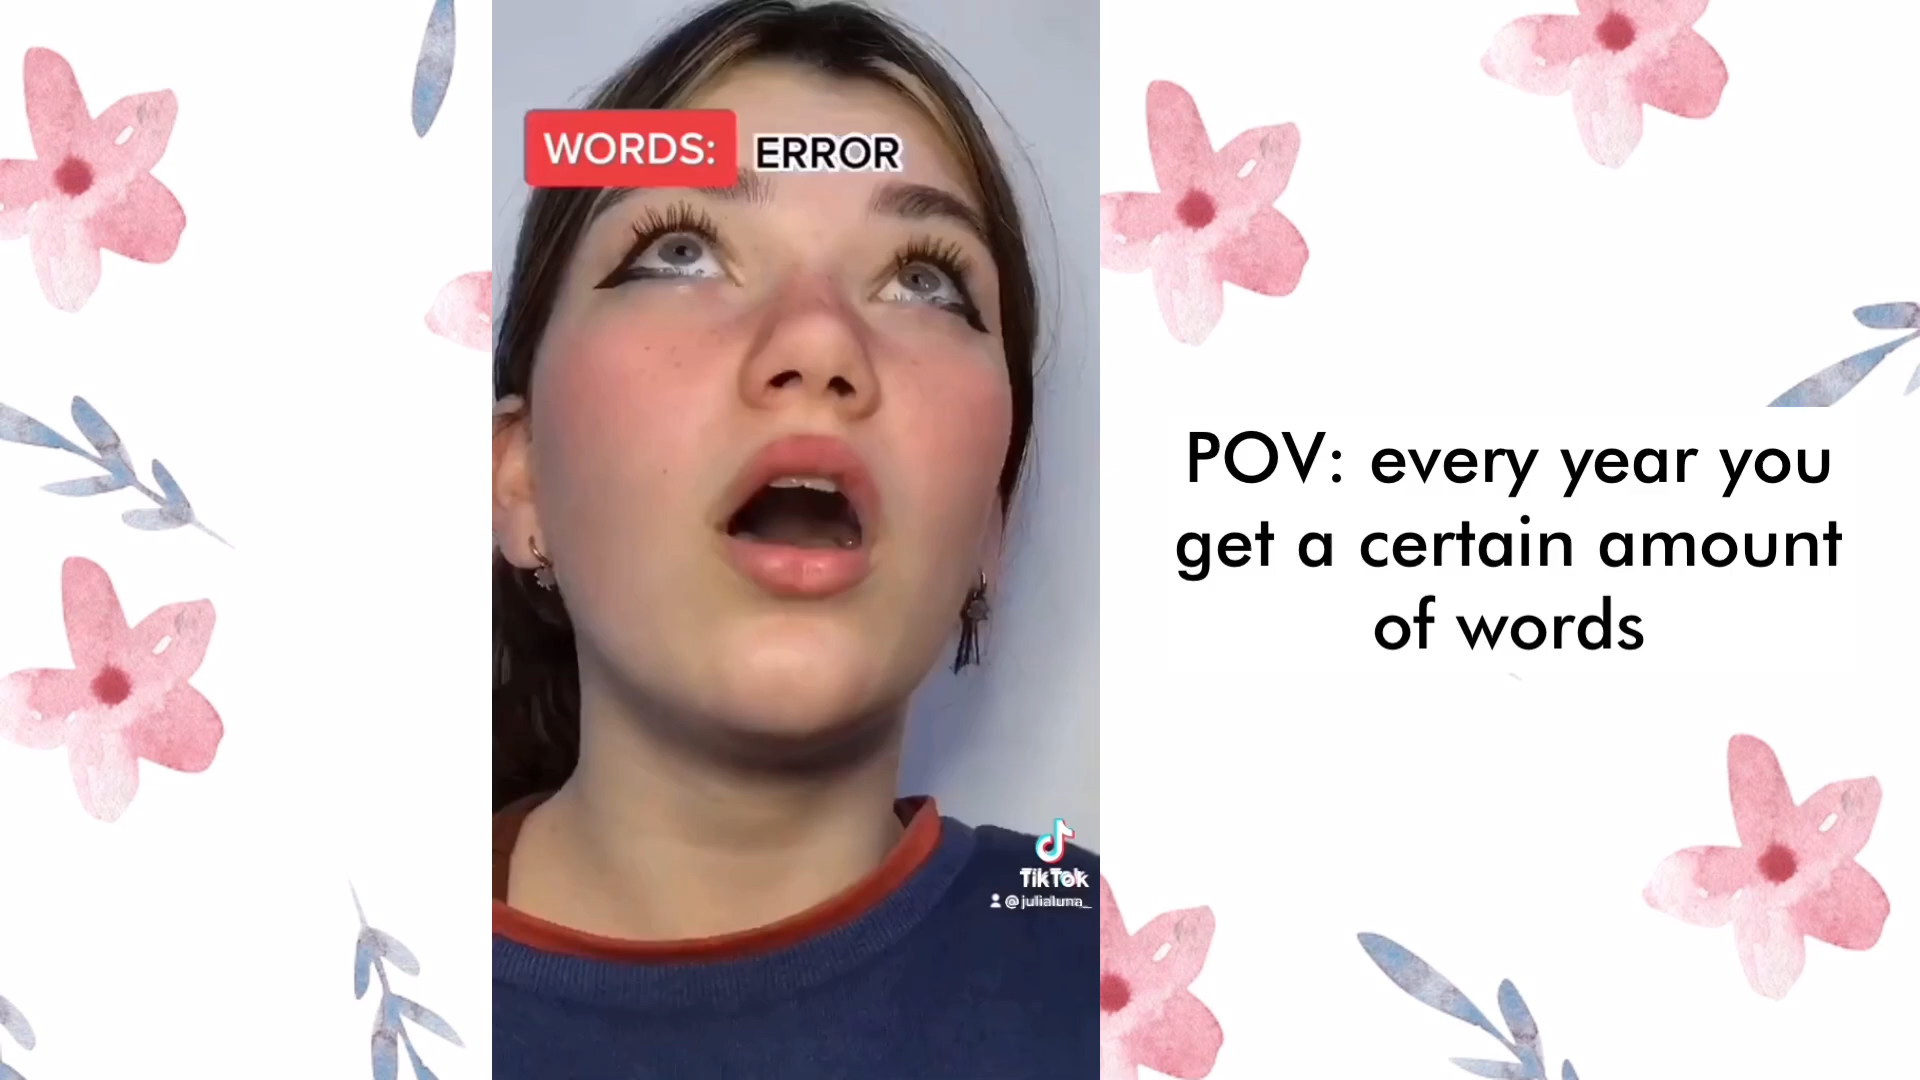 WORDS: ERROR
POV: every year you
get a certain amount
of words
TikTok
@julialuna_